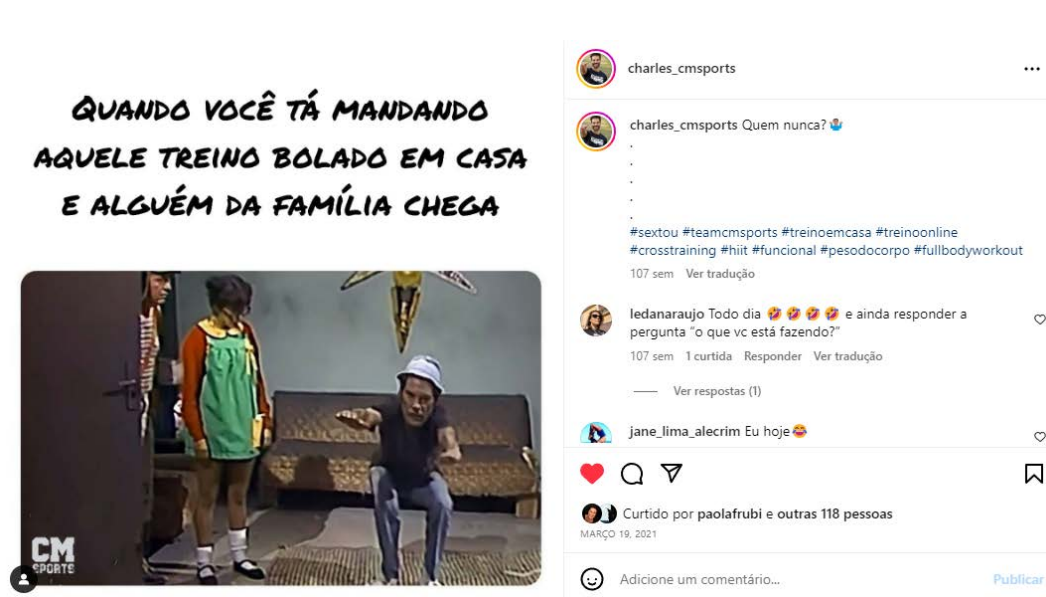 QUANDO VOCÊ TÁ MANDANDO
AQUELE TREINO BOLADO EM CASA
E ALGUÉM DA FAMÍLIA CHEGA
CM
SPORTS
charles_cmsports
charles_cmsports Quem nunca?🤷🏽‍♂️
.
.
.
.
.
#sextou #teamcmsports #treinoemcasa #treinoonline
#crosstraining #hiit #funcional #pesodocorpo #fullbodyworkout
107 sem Ver tradução
ledanaraujo Todo dia 🤣🤣🤣🤣 e ainda responder a
pergunta "o que vc está fazendo?"
107 sem 1 curtida Responder Ver tradução
Ver respostas (1)
jane_lima_alecrim Eu hoje😂
Curtido por paolafrubi e outras 118 pessoas
MARÇO 19, 2021
Adicione um comentário... Publicar